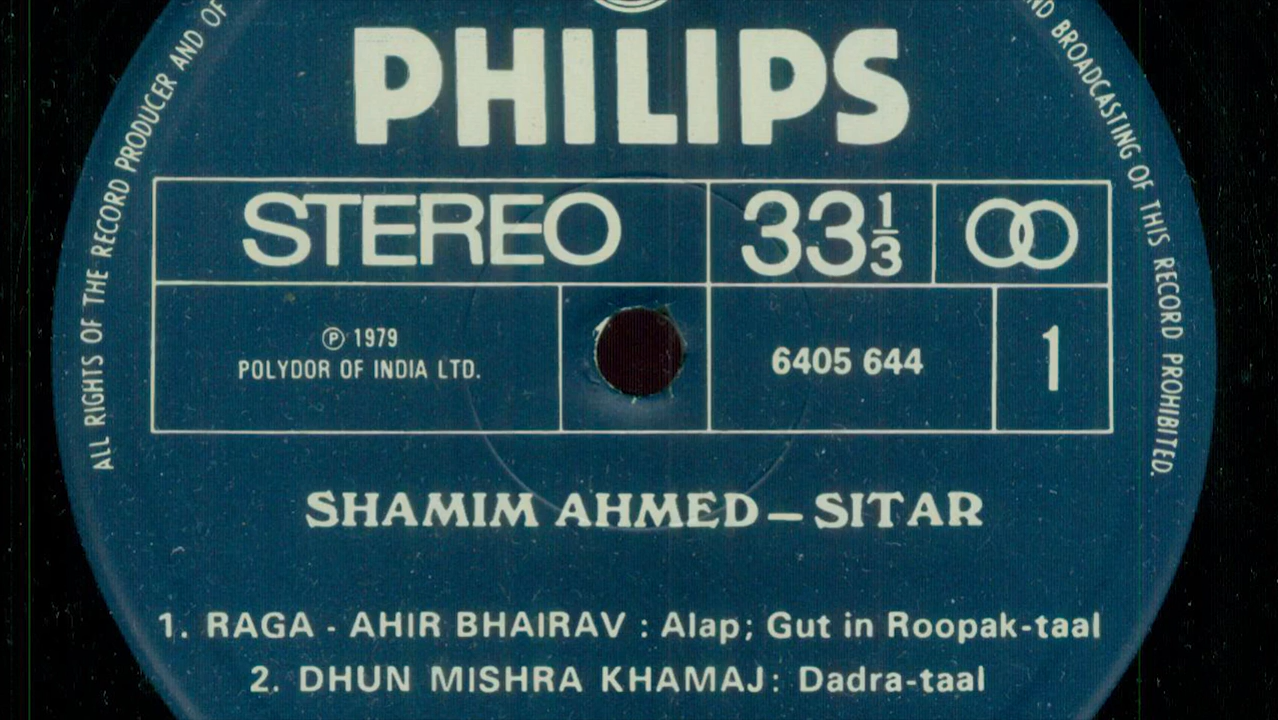 PHILIPS
STEREO
33 1/3
ALL RIGHTS OF THE RECORD PRODUCER AND OF
ND BROADCASTING OF THIS RECORD PROHIBITED.
Ⓟ 1979
POLYDOR OF INDIA LTD.
6405 644
1
SHAMIM AHMED – SITAR
1. RAGA - AHIR BHAIRAV : Alap; Gut in Roopak-taal
2. DHUN MISHRA KHAMAJ: Dadra-taal